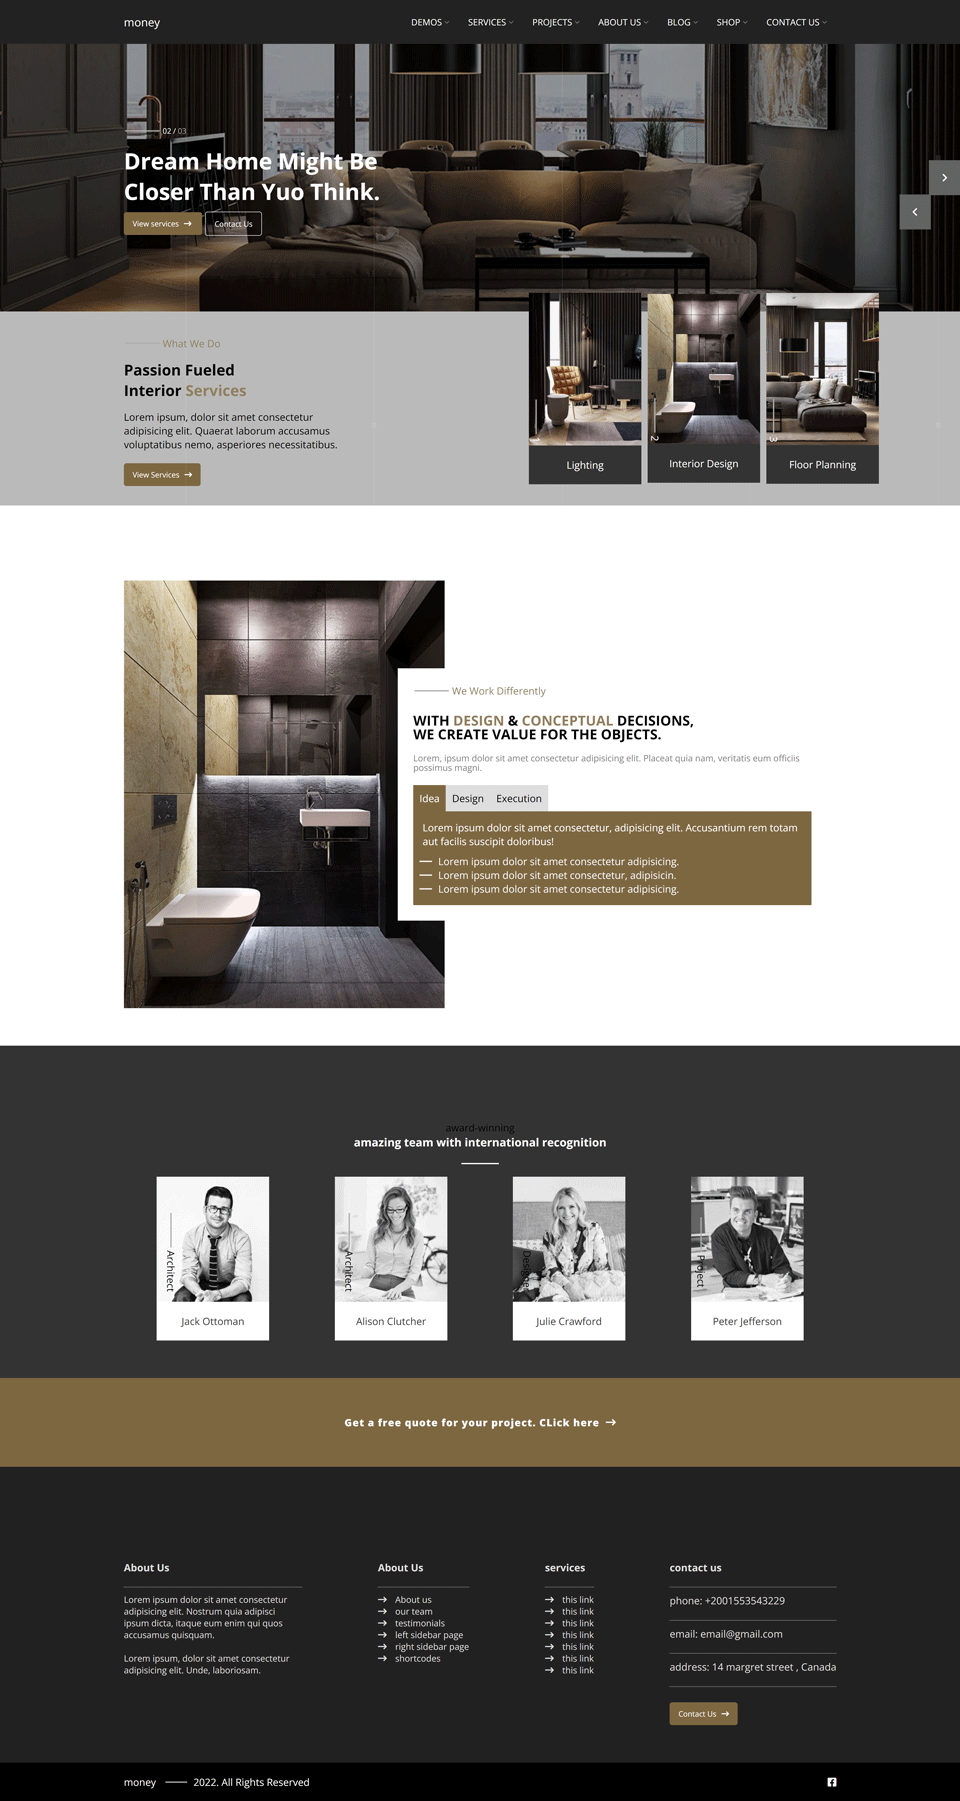 money
DEMOS
SERVICES
PROJECTS
ABOUT US
BLOG
SHOP
CONTACT US
02 / 03
Dream Home Might Be
Closer Than Yuo Think.
View services
Contact Us
What We Do
Passion Fueled
Interior Services
Lorem ipsum, dolor sit amet consectetur
adipisicing elit. Quaerat laborum accusamus
voluptatibus nemo, asperiores necessitatibus.
View Services
1
Lighting
2
Interior Design
3
Floor Planning
We Work Differently
WITH DESIGN & CONCEPTUAL DECISIONS,
WE CREATE VALUE FOR THE OBJECTS.
Lorem, ipsum dolor sit amet consectetur adipisicing elit. Placeat quia nam, veritatis eum officiis
possimus magni.
Idea
Design
Execution
Lorem ipsum dolor sit amet consectetur, adipisicing elit. Accusantium rem totam
aut facilis suscipit doloribus!
Lorem ipsum dolor sit amet consectetur adipisicing.
Lorem ipsum dolor sit amet consectetur, adipisicin.
Lorem ipsum dolor sit amet consectetur adipisicing.
award-winning
amazing team with international recognition
Architect
Jack Ottoman
Architect
Alison Clutcher
Designer
Julie Crawford
Project
Peter Jefferson
Get a free quote for your project. CLick here
About Us
Lorem ipsum dolor sit amet consectetur
adipisicing elit. Nostrum quia adipisci
ipsum dicta, itaque eum enim qui quos
accusamus quisquam.
Lorem ipsum, dolor sit amet consectetur
adipisicing elit. Unde, laboriosam.
About Us
About us
our team
testimonials
left sidebar page
right sidebar page
shortcodes
services
this link
this link
this link
this link
this link
this link
this link
contact us
phone: +2001553543229
email: email@gmail.com
address: 14 margret street , Canada
Contact Us
money
2022. All Rights Reserved